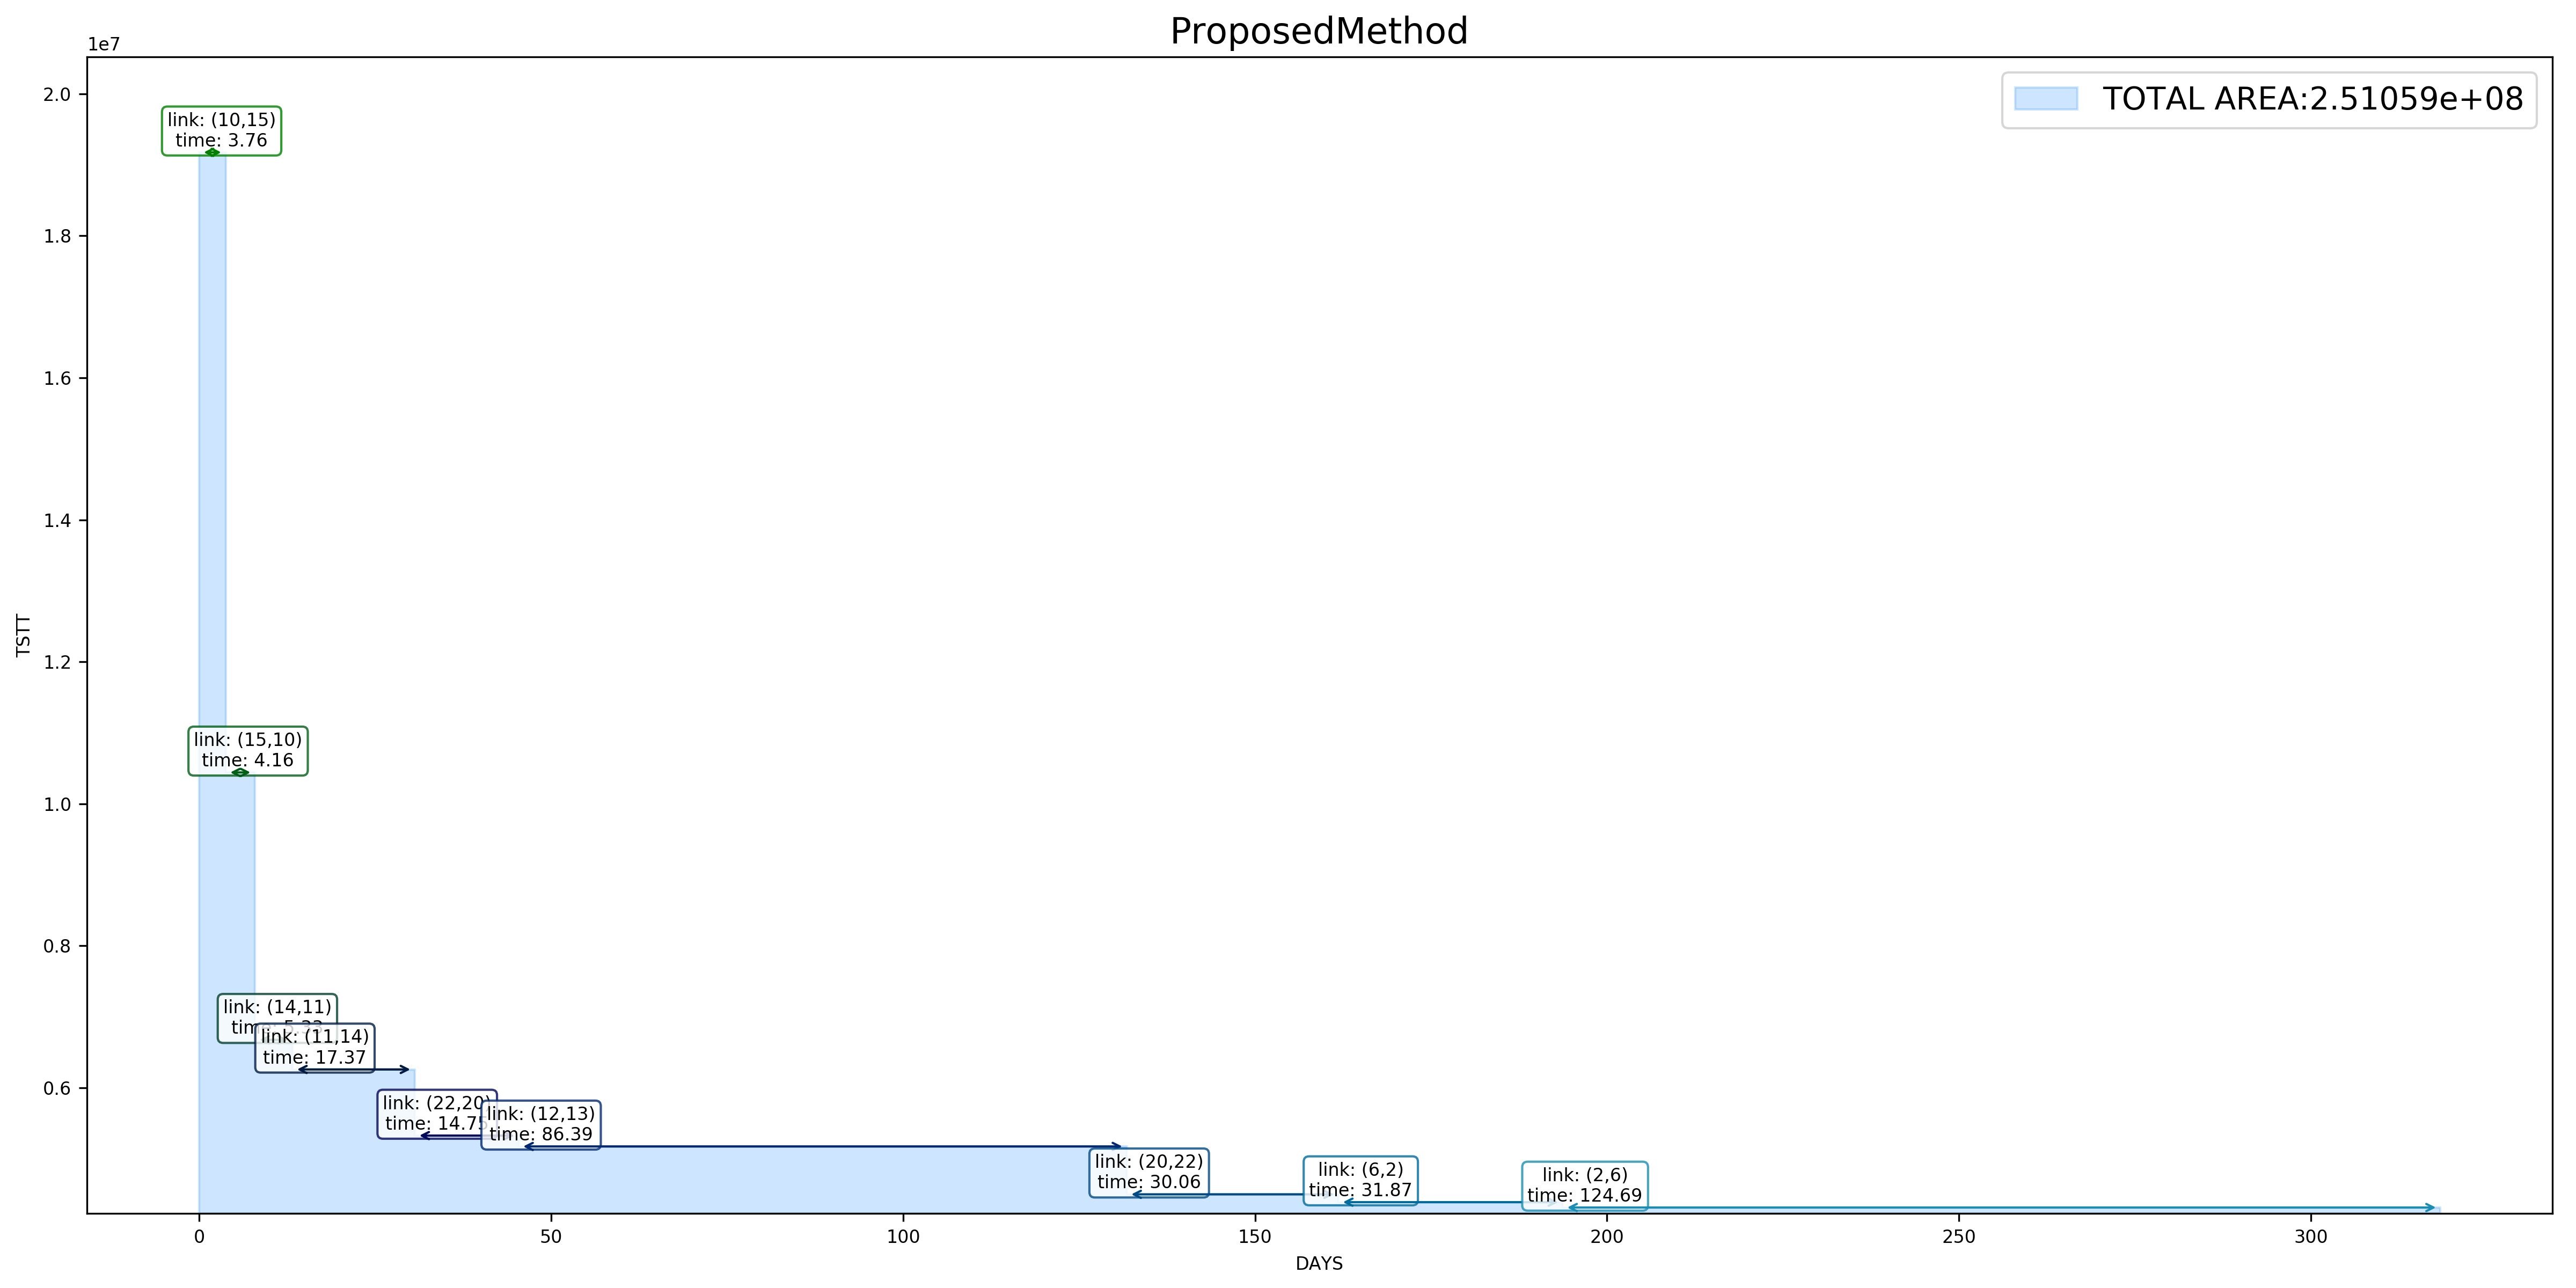 ProposedMethod
1e7
TOTAL AREA:2.51059e+08
2.0
1.8
1.6
1.4
1.2
1.0
0.8
0.6
TSTT
link: (10,15)
time: 3.76
link: (15,10)
time: 4.16
link: (14,11)
link: (11,14)
time: 17.37
link: (22,20)
time: 14.75
link: (12,13)
time: 86.39
link: (20,22)
time: 30.06
link: (6,2)
time: 31.87
link: (2,6)
time: 124.69
0
50
100
150
200
250
300
DAYS